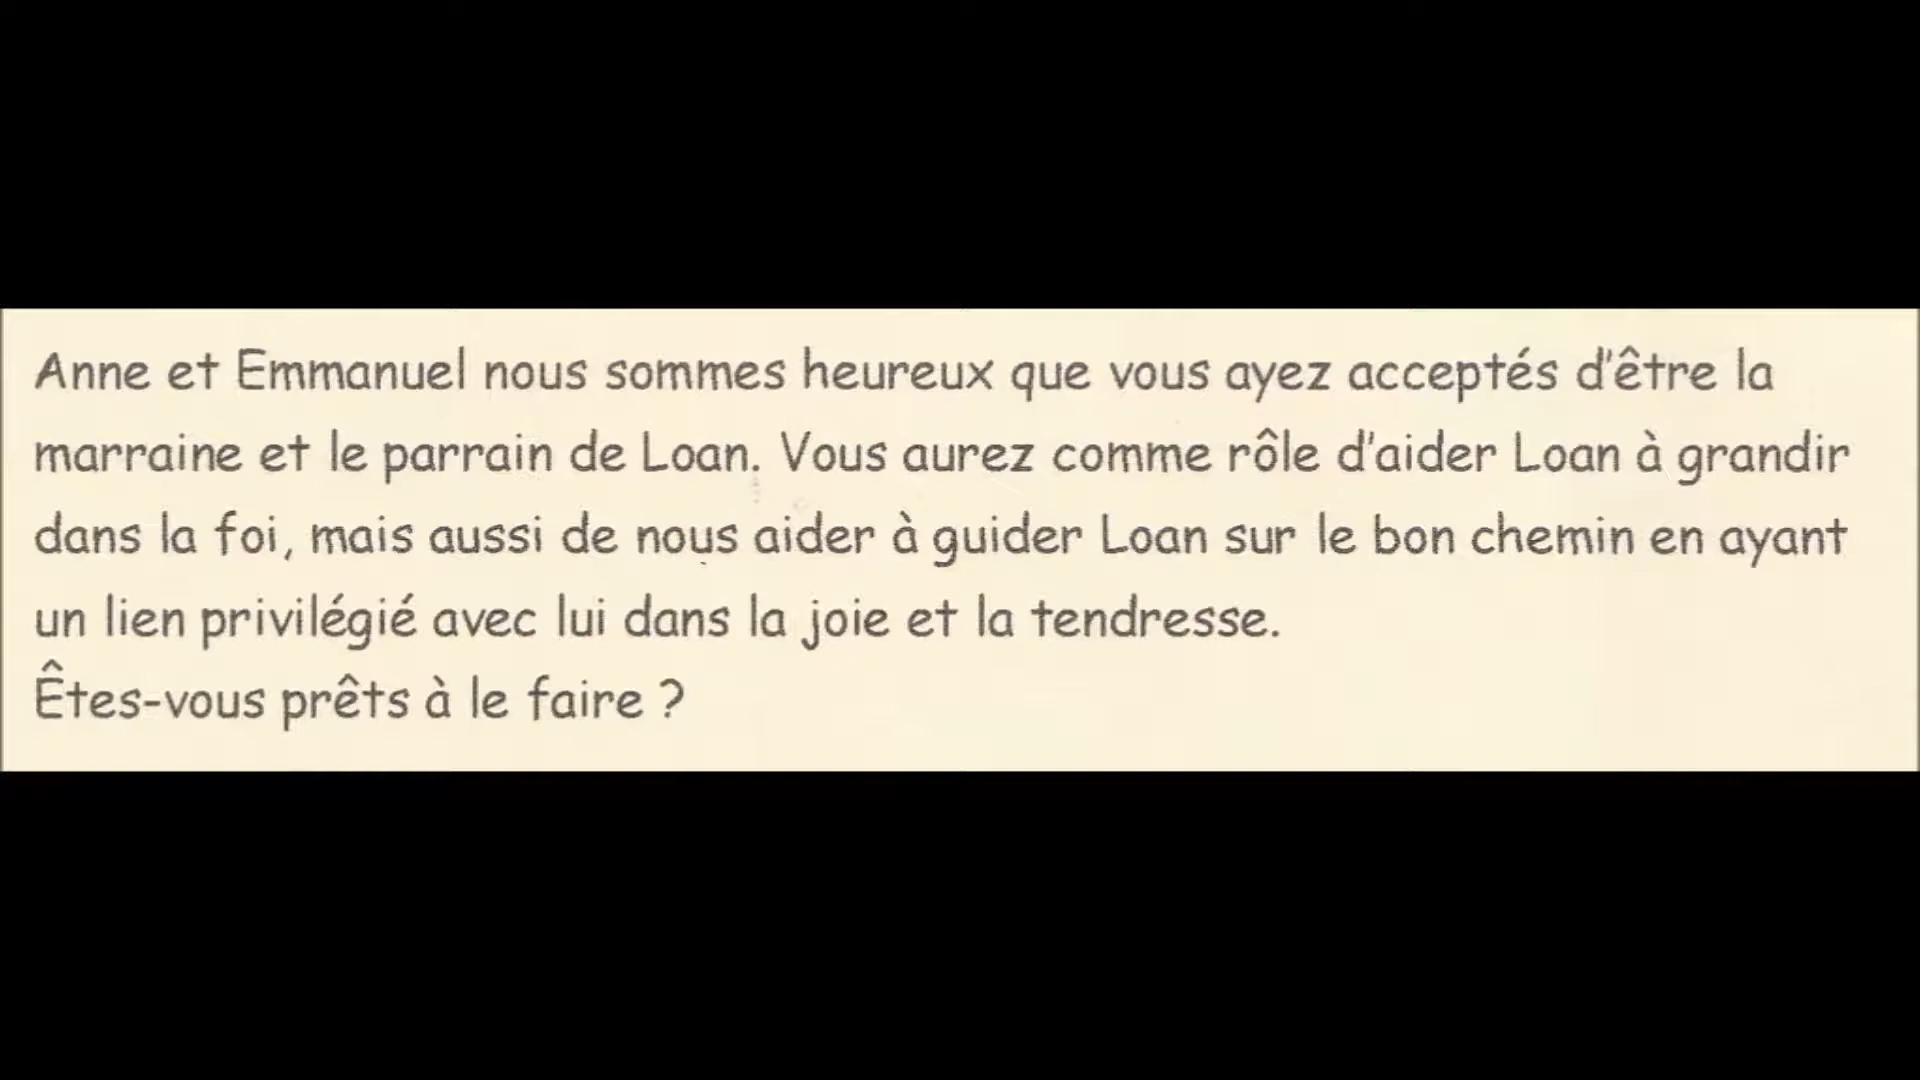 Anne et Emmanuel nous sommes heureux que vous ayez acceptés d'être la
marraine et le parrain de Loan. Vous aurez comme rôle d'aider Loan à grandir
dans la foi, mais aussi de nous aider à guider Loan sur le bon chemin en ayant
un lien privilégié avec lui dans la joie et la tendresse.
Êtes-vous prêts à le faire ?